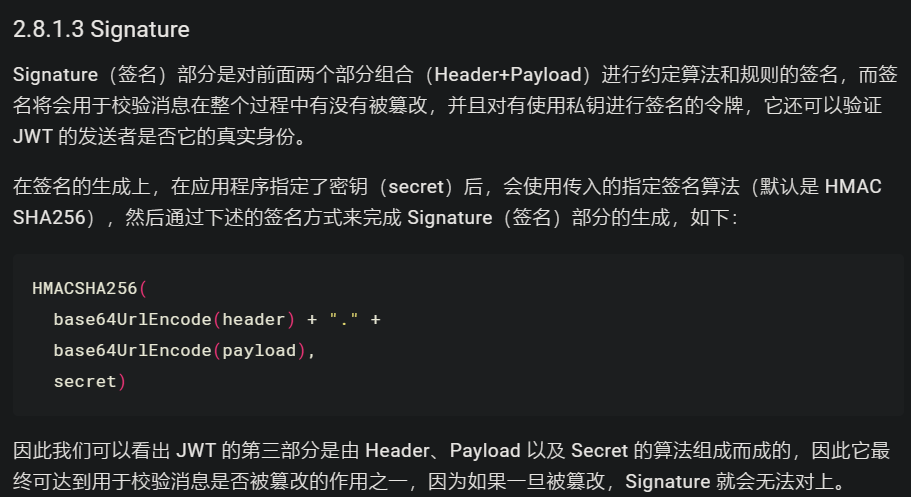 2.8.1.3 Signature
Signature（签名）部分是对前面两个部分组合（Header+Payload）进行约定算法和规则的签名，而签
名将会用于校验消息在整个过程中有没有被篡改，并且对有使用私钥进行签名的令牌，它还可以验证
JWT 的发送者是否它的真实身份。
在签名的生成上，在应用程序指定了密钥（secret）后，会使用传入的指定签名算法（默认是 HMAC
SHA256），然后通过下述的签名方式来完成 Signature（签名）部分的生成，如下：
HMACSHA256(
  base64UrlEncode(header) + "." +
  base64UrlEncode(payload),
  secret)
因此我们可以看出 JWT 的第三部分是由 Header、Payload 以及 Secret 的算法组成而成的，因此它最
终可达到用于校验消息是否被篡改的作用之一，因为如果一旦被篡改，Signature 就会无法对上。